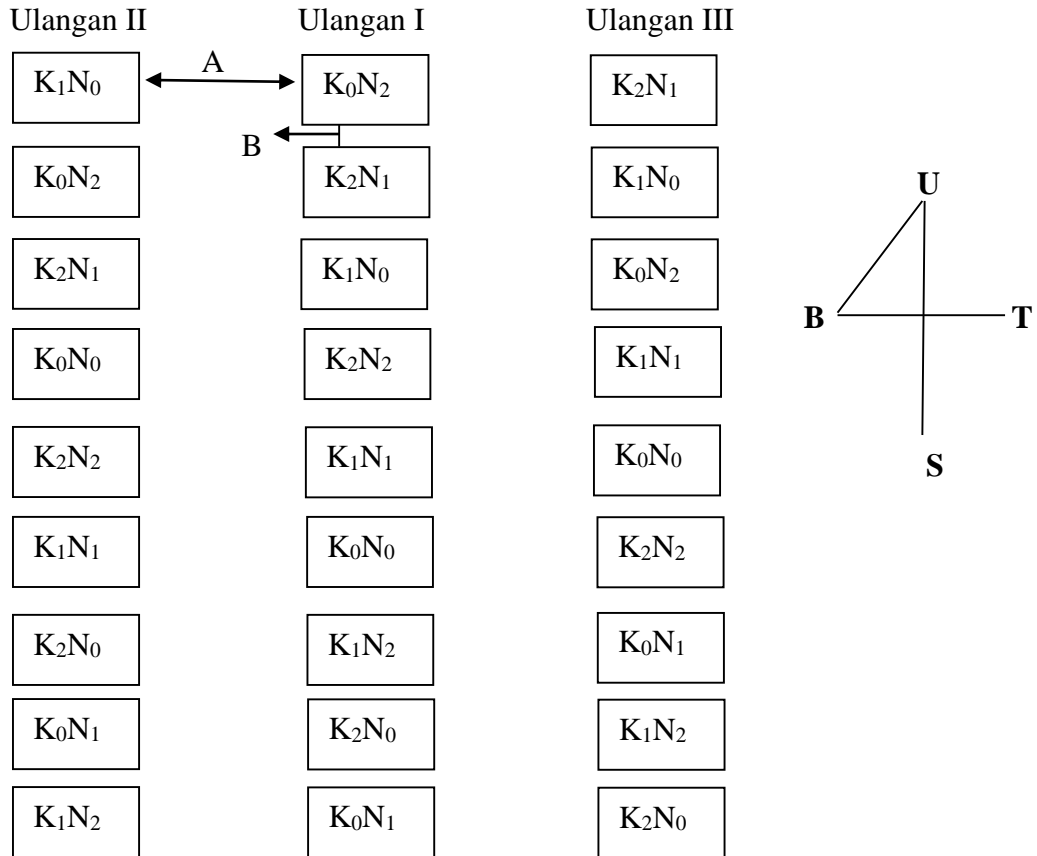 Ulangan II Ulangan I Ulangan III
K₁N₀ A K₀N₂ K₂N₁
B
K₀N₂ K₂N₁ K₁N₀
K₂N₁ K₁N₀ K₀N₂
K₀N₀ K₂N₂ K₁N₁
K₂N₂ K₁N₁ K₀N₀
K₁N₁ K₀N₀ K₂N₂
K₂N₀ K₁N₂ K₀N₁
K₀N₁ K₂N₀ K₁N₂
K₁N₂ K₀N₁ K₂N₀
U
B T
S